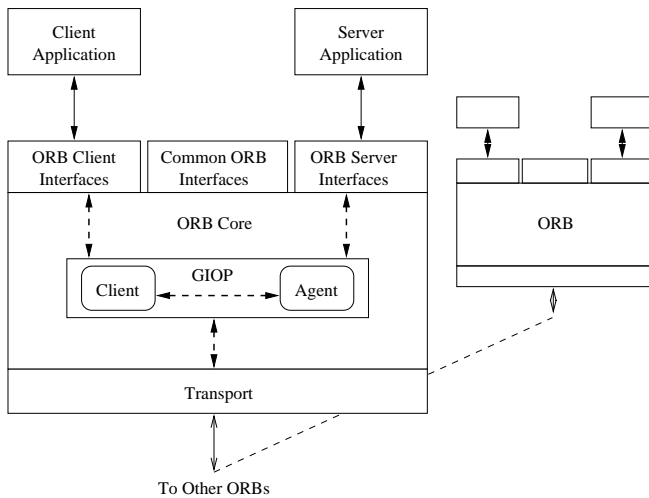 Client
Application
Server
Application
ORB Client
Interfaces
Common ORB
Interfaces
ORB Server
Interfaces
ORB Core
ORB
GIOP
Client
Agent
Transport
To Other ORBs